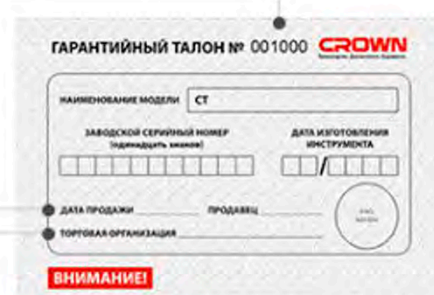 ГАРАНТИЙНЫЙ ТАЛОН № 001000 CROWN
НАИМЕНОВАНИЕ МОДЕЛИ CT
ЗАВОДСКОЙ СЕРИЙНЫЙ НОМЕР
(одинадцать знаков)
ДАТА ИЗГОТОВЛЕНИЯ
ИНСТРУМЕНТА
/
ДАТА ПРОДАЖИ ПРОДАВЕЦ
ТОРГОВАЯ ОРГАНИЗАЦИЯ
ВНИМАНИЕ!